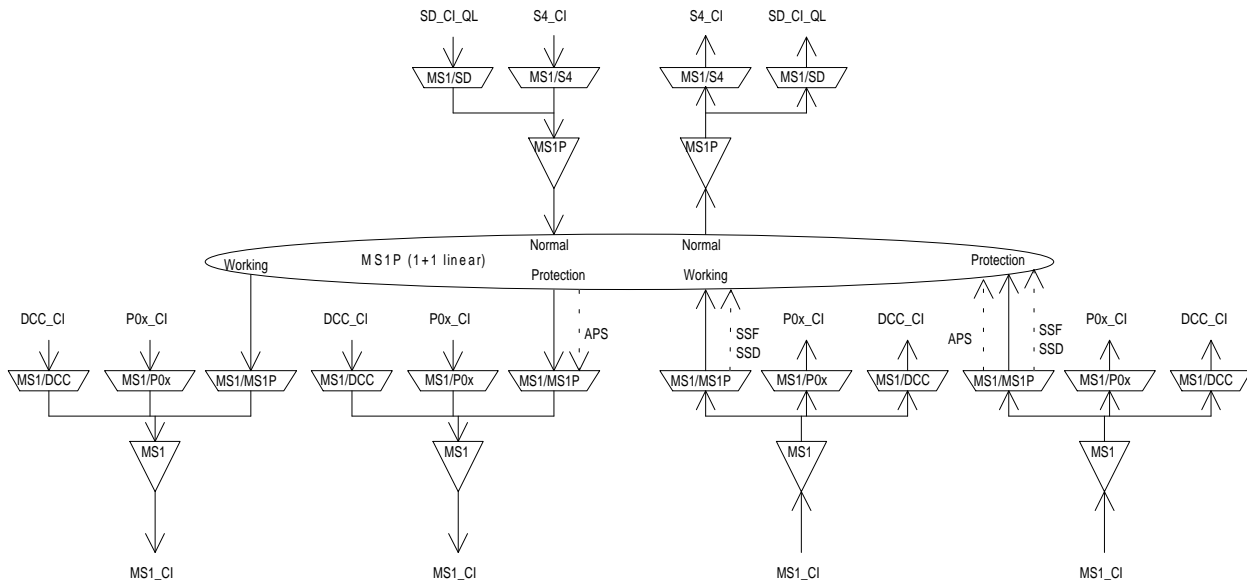 SD_CI_QL S4_CI S4_CI SD_CI_QL
MS1/SD MS1/S4 MS1/S4 MS1/SD
MS1P MS1P
Normal Normal
MS1P (1+1 linear)
Working Protection Working Protection
APS SSF APS SSF
SSD SSD
DCC_CI P0x_CI DCC_CI P0x_CI P0x_CI DCC_CI P0x_CI DCC_CI
MS1/DCC MS1/P0x MS1/MS1P MS1/DCC MS1/P0x MS1/MS1P MS1/MS1P MS1/P0x MS1/DCC MS1/MS1P MS1/P0x MS1/DCC
MS1 MS1 MS1 MS1
MS1_CI MS1_CI MS1_CI MS1_CI